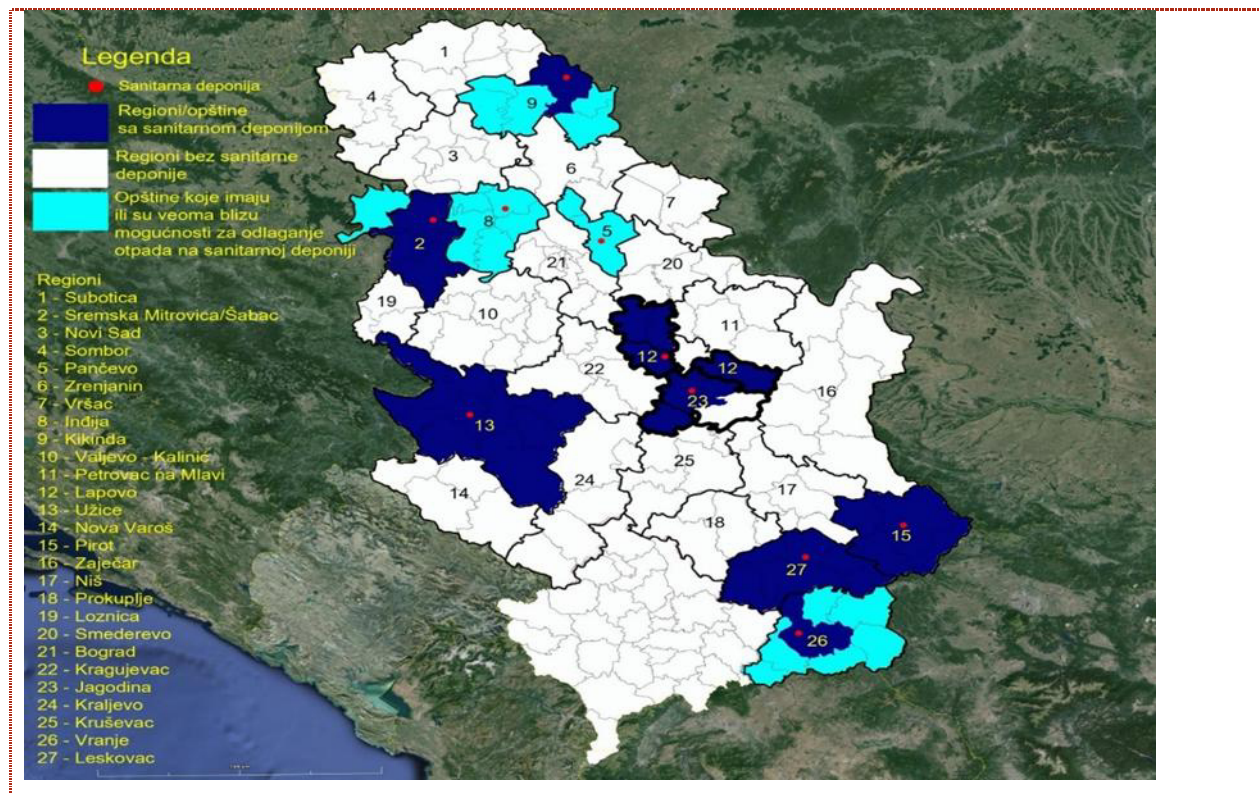 Legenda
Sanitarna deponija
Regioni/opštine
sa sanitarnom deponijom
Regioni bez sanitarne
deponije
Opštine koje imaju
ili su veoma blizu
mogućnosti za odlaganje
otpada na sanitarnoj deponiji
Regioni
1 - Subotica
2 - Sremska Mitrovica/Šabac
3 - Novi Sad
4 - Sombor
5 - Pančevo
6 - Zrenjanin
7 - Vršac
8 - Inđija
9 - Kikinda
10 - Valjevo - Kalinic
11 - Petrovac na Mlavi
12 - Lapovo
13 - Užice
14 - Nova Varoš
15 - Pirot
16 - Zaječar
17 - Niš
18 - Prokuplje
19 - Loznica
20 - Smederevo
21 - Bograd
22 - Kragujevac
23 - Jagodina
24 - Kraljevo
25 - Kruševac
26 - Vranje
27 - Leskovac
1
4
9
3
6
7
8
5
2
21
20
19
10
11
12
12
22
16
23
13
25
24
14
17
18
15
27
26